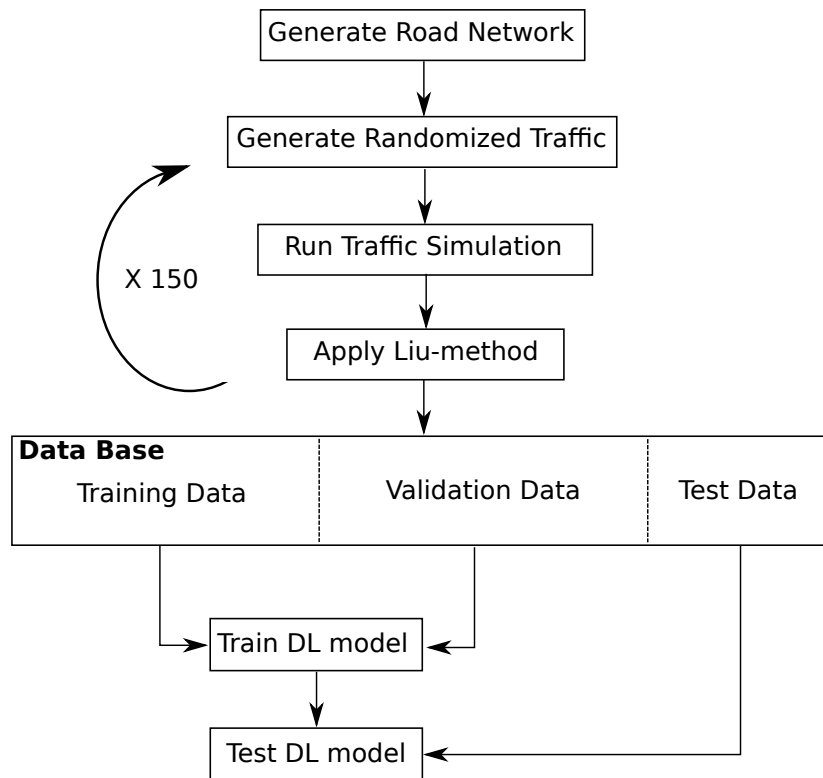 Generate Road Network
Generate Randomized Traffic
Run Traffic Simulation
X 150
Apply Liu-method
Data Base
Training Data
Validation Data
Test Data
Train DL model
Test DL model